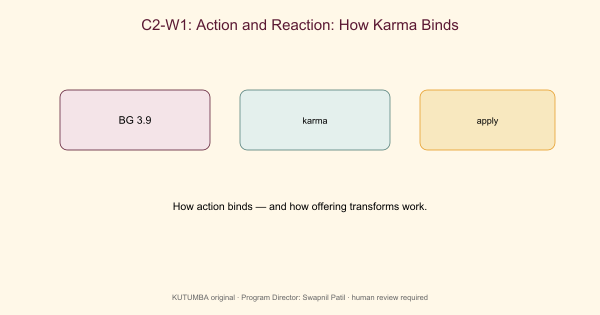 C2-W1: Action and Reaction: How Karma Binds
BG 3.9
karma
apply
How action binds — and how offering transforms work.
KUTUMBA original · Program Director: Swapnil Patil · human review required